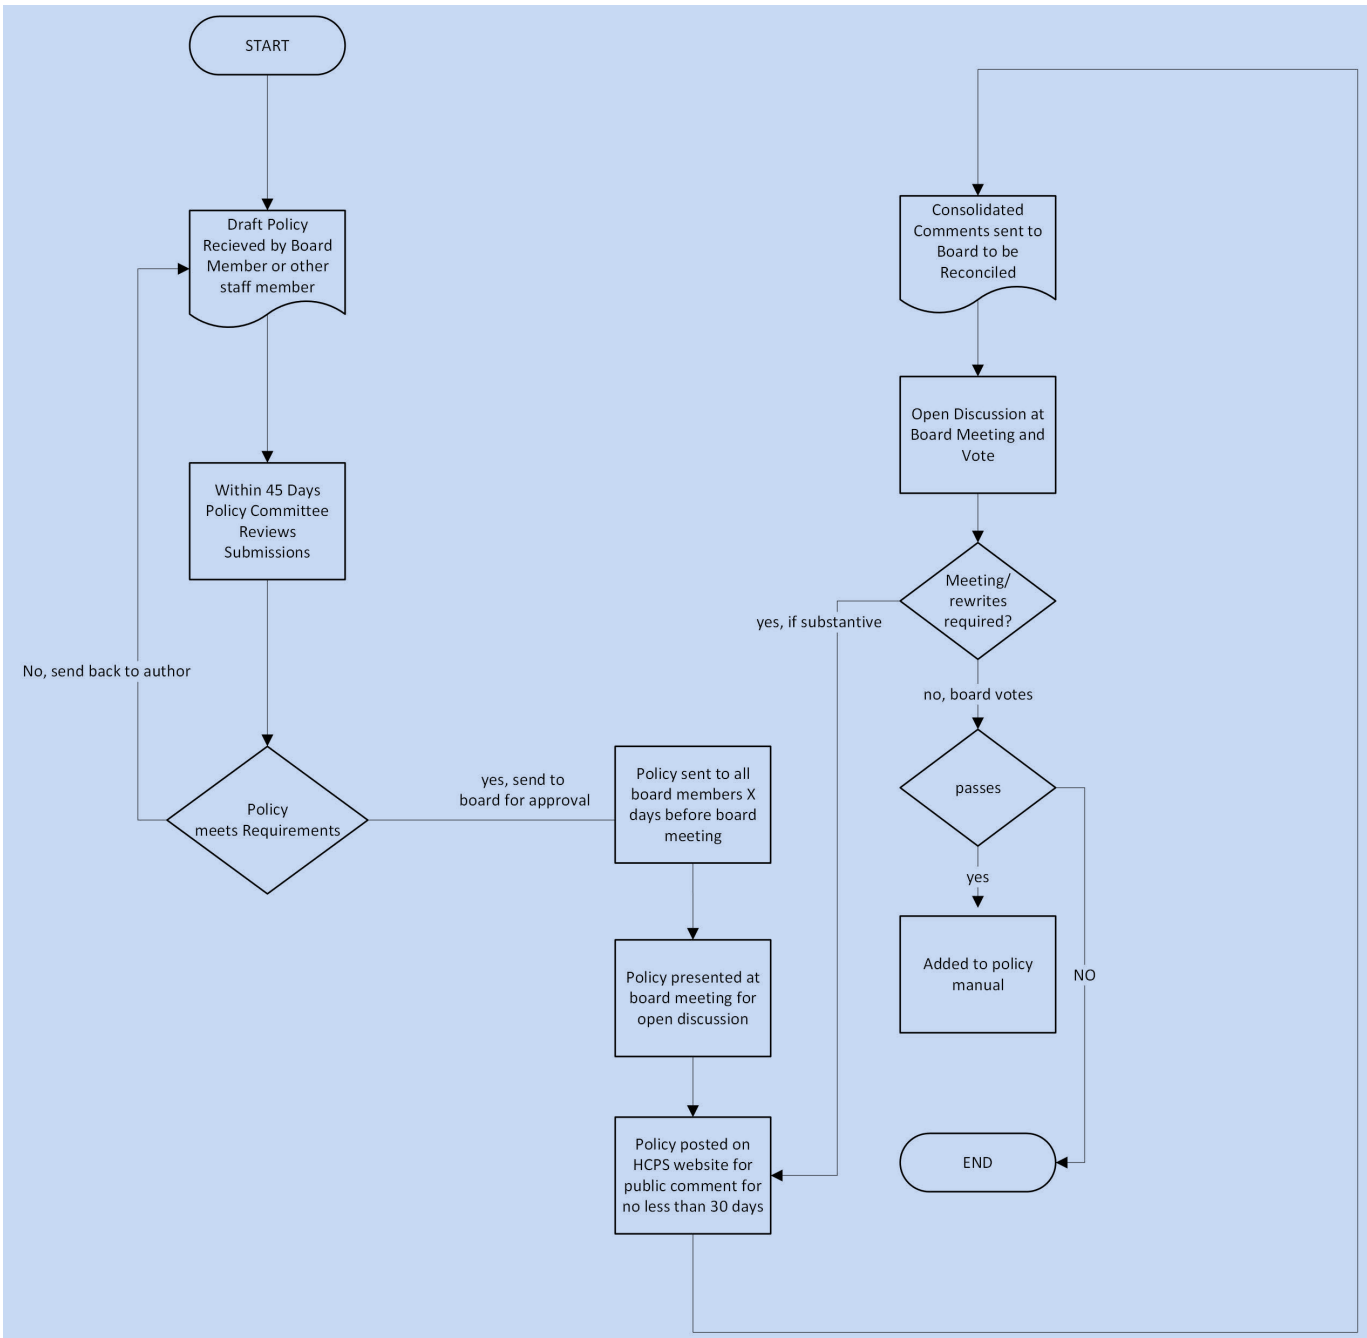 START
Draft Policy
Recieved by Board
Member or other
staff member
Within 45 Days
Policy Committee
Reviews
Submissions
No, send back to author
Policy
meets Requirements
yes, send to
board for approval
Policy sent to all
board members X
days before board
meeting
Policy presented at
board meeting for
open discussion
Policy posted on
HCPS website for
public comment for
no less than 30 days
Consolidated
Comments sent to
Board to be
Reconciled
Open Discussion at
Board Meeting and
Vote
Meeting/
rewrites
required?
yes, if substantive
no, board votes
passes
yes
Added to policy
manual
NO
END